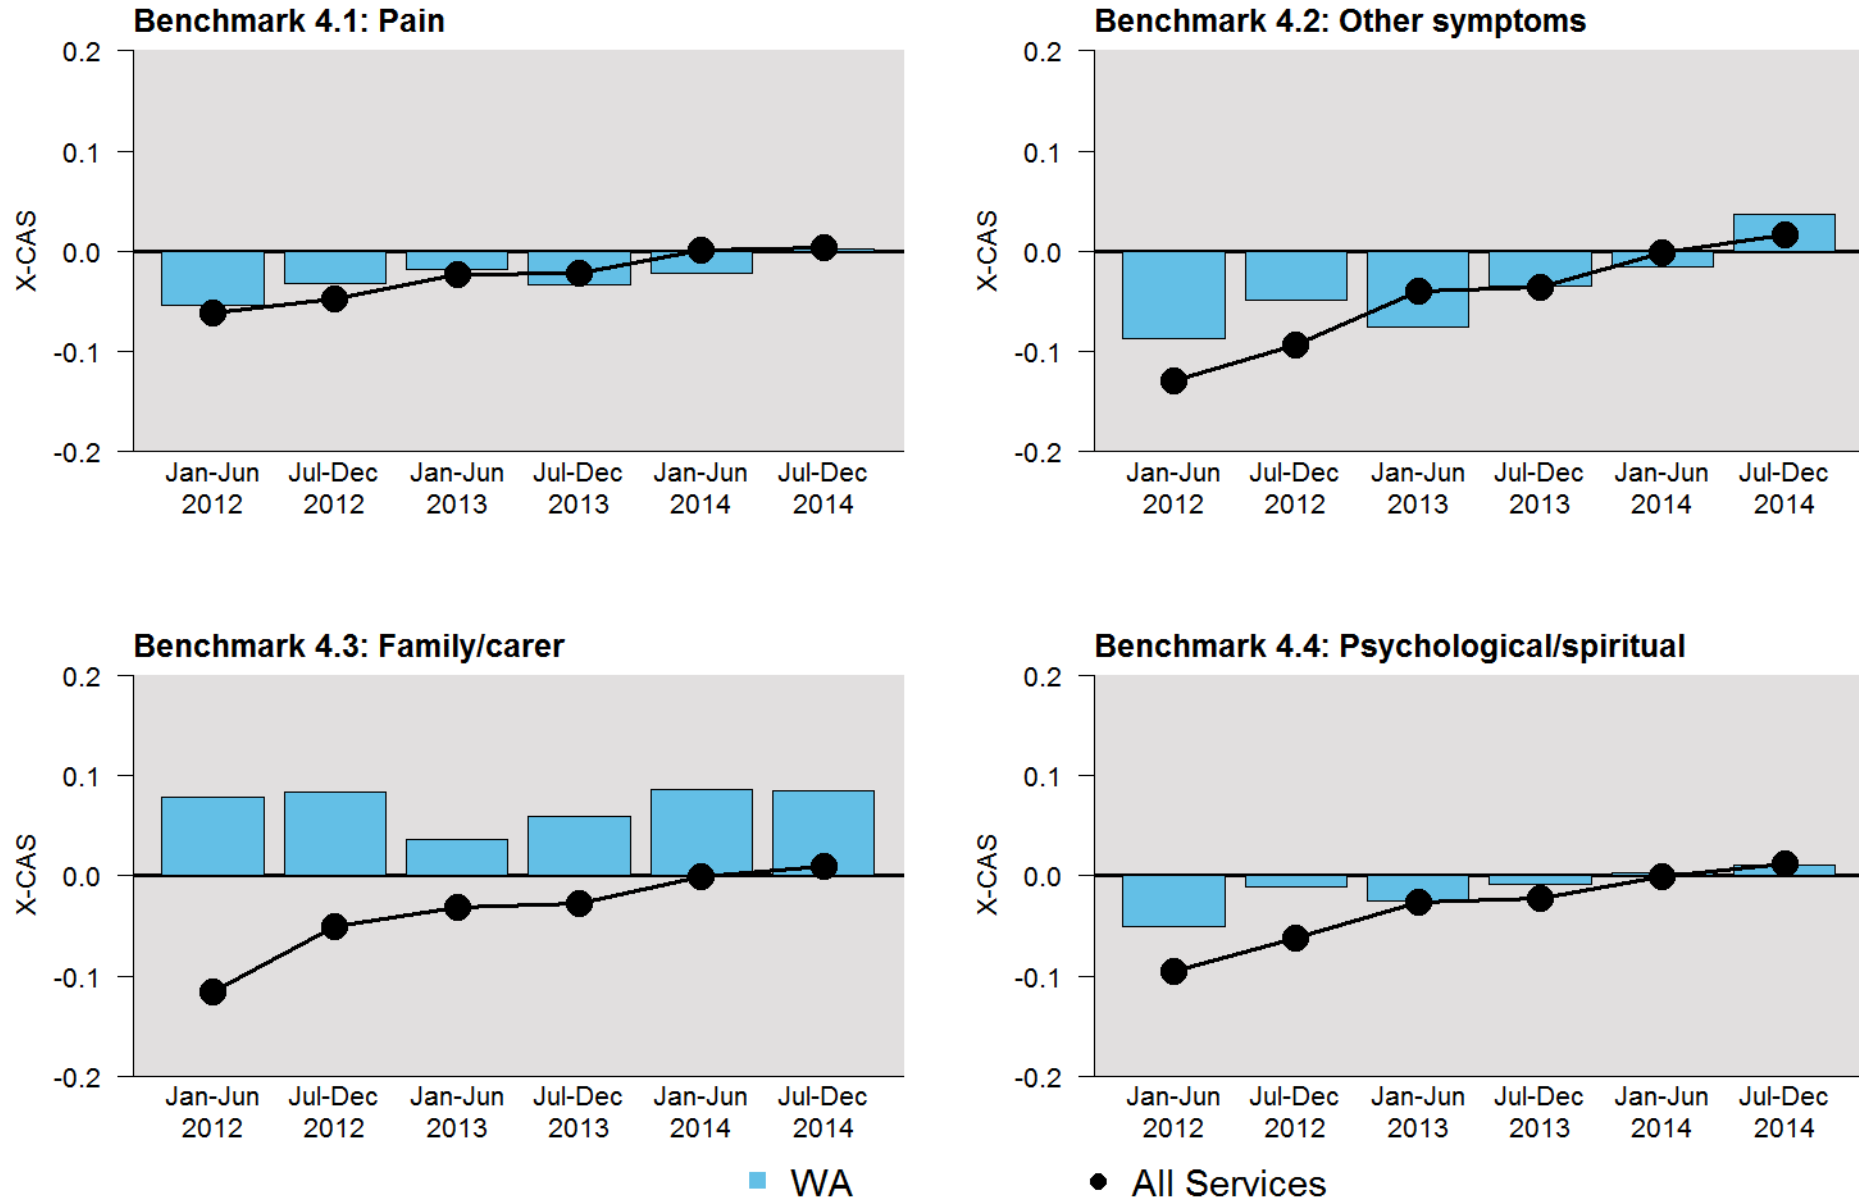 Benchmark 4.1: Pain
0.2
0.1
0.0
-0.1
-0.2
X-CAS
Jan-Jun Jul-Dec Jan-Jun Jul-Dec Jan-Jun Jul-Dec
2012 2012 2013 2013 2014 2014
Benchmark 4.2: Other symptoms
0.2
0.1
0.0
-0.1
-0.2
X-CAS
Jan-Jun Jul-Dec Jan-Jun Jul-Dec Jan-Jun Jul-Dec
2012 2012 2013 2013 2014 2014
Benchmark 4.3: Family/carer
0.2
0.1
0.0
-0.1
-0.2
X-CAS
Jan-Jun Jul-Dec Jan-Jun Jul-Dec Jan-Jun Jul-Dec
2012 2012 2013 2013 2014 2014
Benchmark 4.4: Psychological/spiritual
0.2
0.1
0.0
-0.1
-0.2
X-CAS
Jan-Jun Jul-Dec Jan-Jun Jul-Dec Jan-Jun Jul-Dec
2012 2012 2013 2013 2014 2014
WA
All Services